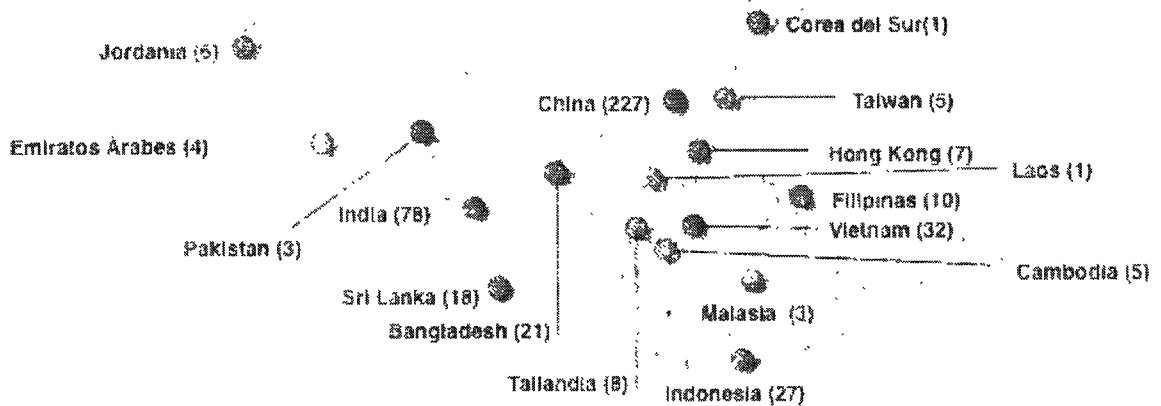 Corea del Sur(1)
Jordania (6)
China (227)
Taiwan (5)
Emiratos Árabes (4)
Hong Kong (7)
Laos (1)
India (78)
Filipinas (10)
Pakistan (3)
Vietnam (32)
Cambodia (5)
Sri Lanka (18)
Malasia (3)
Bangladesh (21)
Tailandia (8)
Indonesia (27)